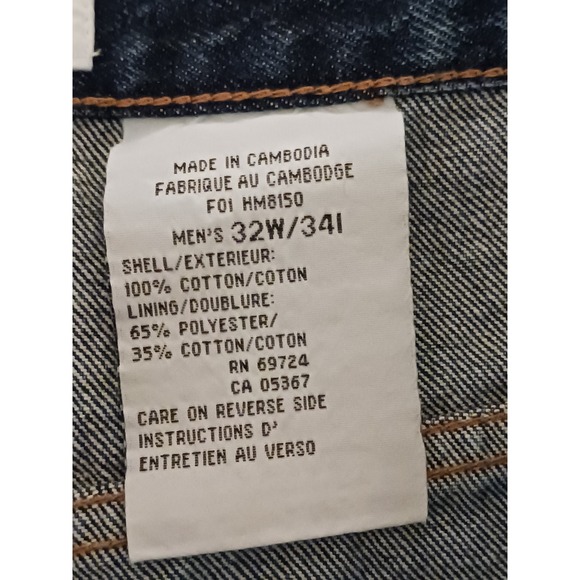 MADE IN CAMBODIA
FABRIQUE AU CAMBODGE
F01 HM8150
MEN'S 32W/34I
SHELL/EXTERIEUR:
100% COTTON/COTON
LINING/DOUBLURE:
65% POLYESTER/
35% COTTON/COTON
RN 69724
CA 05367
CARE ON REVERSE SIDE
INSTRUCTIONS D'
ENTRETIEN AU VERSO